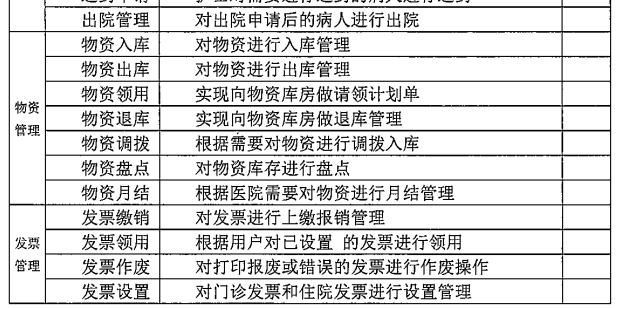 出院管理 对出院申请后的病人进行出院
物资入库 对物资进行入库管理
物资出库 对物资进行出库管理
物资领用 实现向物资库房做请领计划单
物资管理
物资退库 实现向物资库房做退库管理
物资调拨 根据需要对物资进行调拨入库
物资盘点 对物资库存进行盘点
物资月结 根据医院需要对物资进行月结管理
发票缴销 对发票进行上缴报销管理
发票管理
发票领用 根据用户对已设置 的发票进行领用
发票作废 对打印报废或错误的发票进行作废操作
发票设置 对门诊发票和住院发票进行设置管理